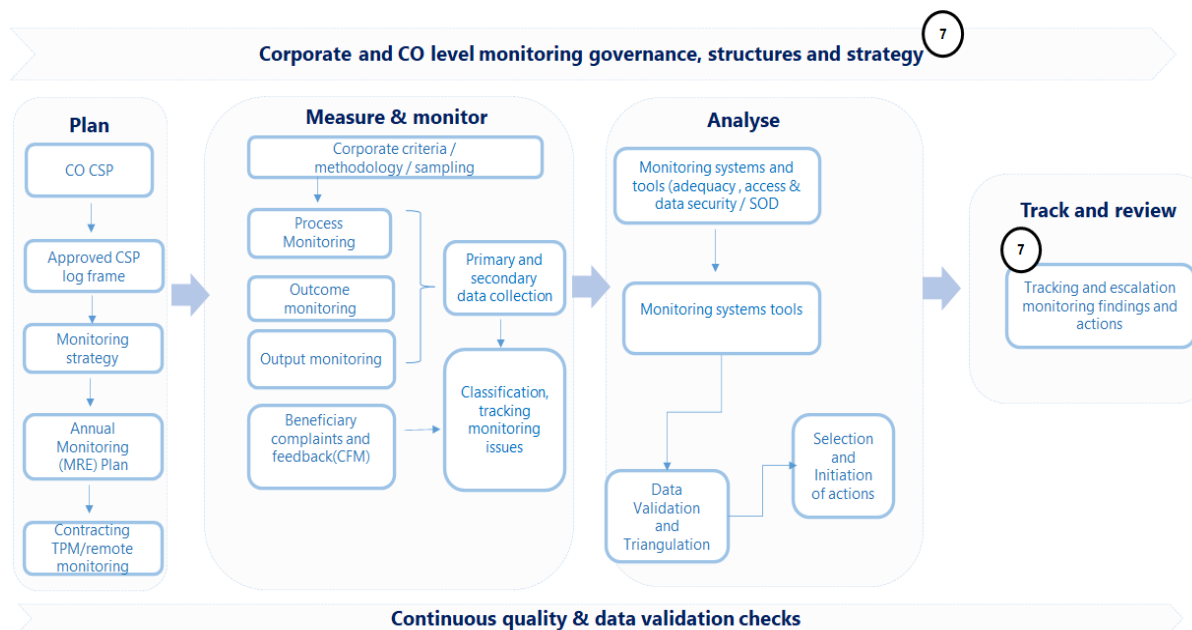 Corporate and CO level monitoring governance, structures and strategy
7
Plan
CO CSP
Approved CSP
log frame
Monitoring
strategy
Annual
Monitoring
(MRE) Plan
Contracting
TPM/remote
monitoring
Measure & monitor
Corporate criteria /
methodology / sampling
Process
Monitoring
Outcome
monitoring
Output monitoring
Beneficiary
complaints and
feedback(CFM)
Primary and
secondary
data collection
Classification,
tracking
monitoring
issues
Analyse
Monitoring systems and
tools (adequacy , access &
data security / SOD
Monitoring systems tools
Data
Validation
and
Triangulation
Selection
and
Initiation
of actions
Track and review
7
Tracking and escalation
monitoring findings and
actions
Continuous quality & data validation checks